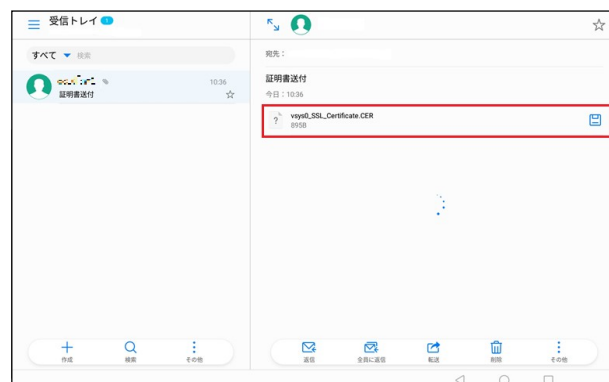 受信トレイ 1
すべて 検索
10:36
証明書送付
作成 検索 その他
宛先：
証明書送付
今日：10:36
? vsys0_SSL_Certificate.CER
895B
返信 全員に返信 転送 削除 その他